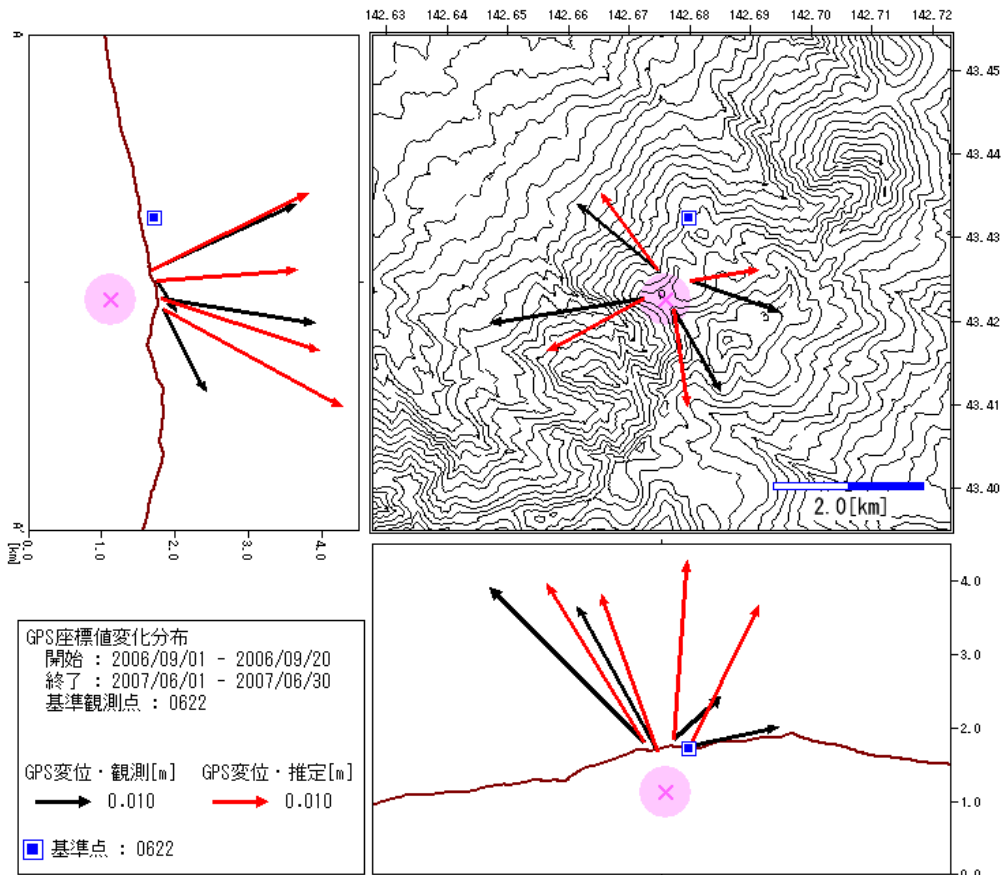 142.63 142.64 142.65 142.66 142.67 142.68 142.69 142.70 142.71 142.72
43.45
43.44
43.43
43.42
43.41
43.40
2.0[km]
A
A'
0.0 1.0 2.0 3.0 4.0
[km]
4.0
3.0
2.0
1.0
0.0
GPS座標値変化分布
開始 : 2006/09/01 - 2006/09/20
終了 : 2007/06/01 - 2007/06/30
基準観測点 : 0622
GPS変位・観測[m] GPS変位・推定[m]
0.010 0.010
基準点 : 0622